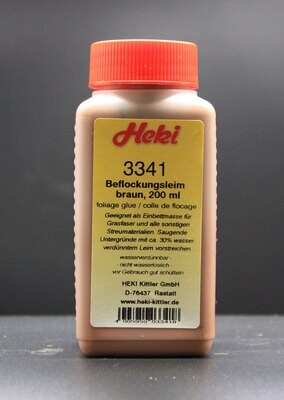 Heki
3341
Beflockungsleim
braun, 200 ml
foliage glue / colle de flocage
Geeignet als Einbettmasse für
Grasfaser und alle sonstigen
Streumaterialien. Saugende
Untergründe mit ca. 30% wasser
verdünntem Leim vorstreichen
wasserverdünnbar
- nicht wasserlöslich -
vor Gebrauch gut schütteln
HEKI Kittler GmbH
D-76437 Rastatt
www.heki-kittler.de